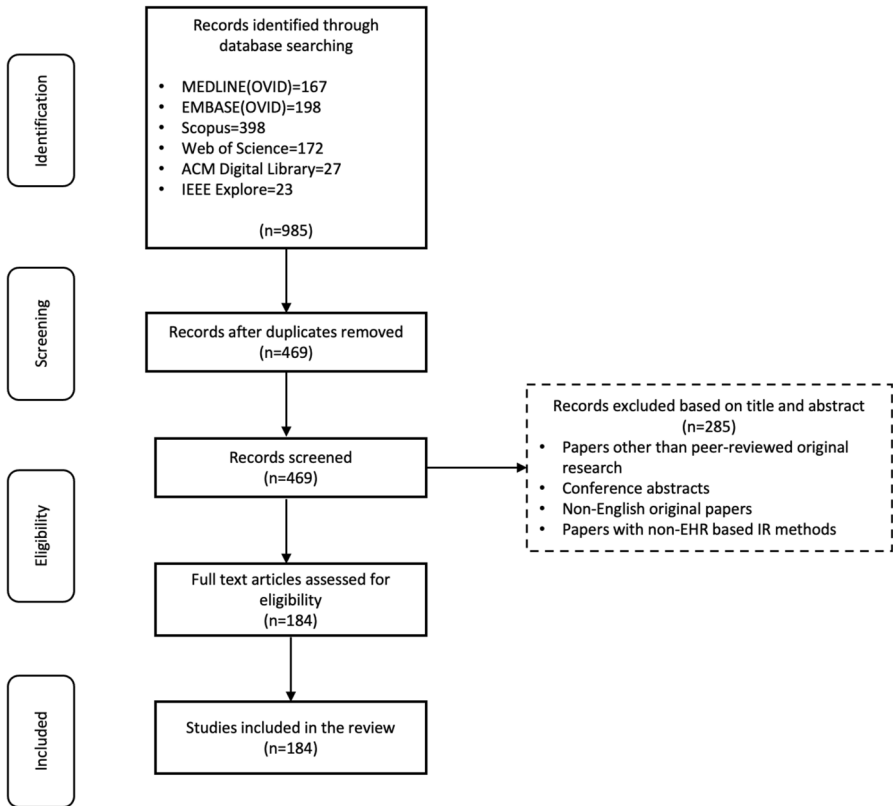 Identification
Records identified through
database searching
• MEDLINE(OVID)=167
• EMBASE(OVID)=198
• Scopus=398
• Web of Science=172
• ACM Digital Library=27
• IEEE Explore=23
(n=985)
Screening
Records after duplicates removed
(n=469)
Records screened
(n=469)
Records excluded based on title and abstract
(n=285)
• Papers other than peer-reviewed original
research
• Conference abstracts
• Non-English original papers
• Papers with non-EHR based IR methods
Eligibility
Full text articles assessed for
eligibility
(n=184)
Included
Studies included in the review
(n=184)